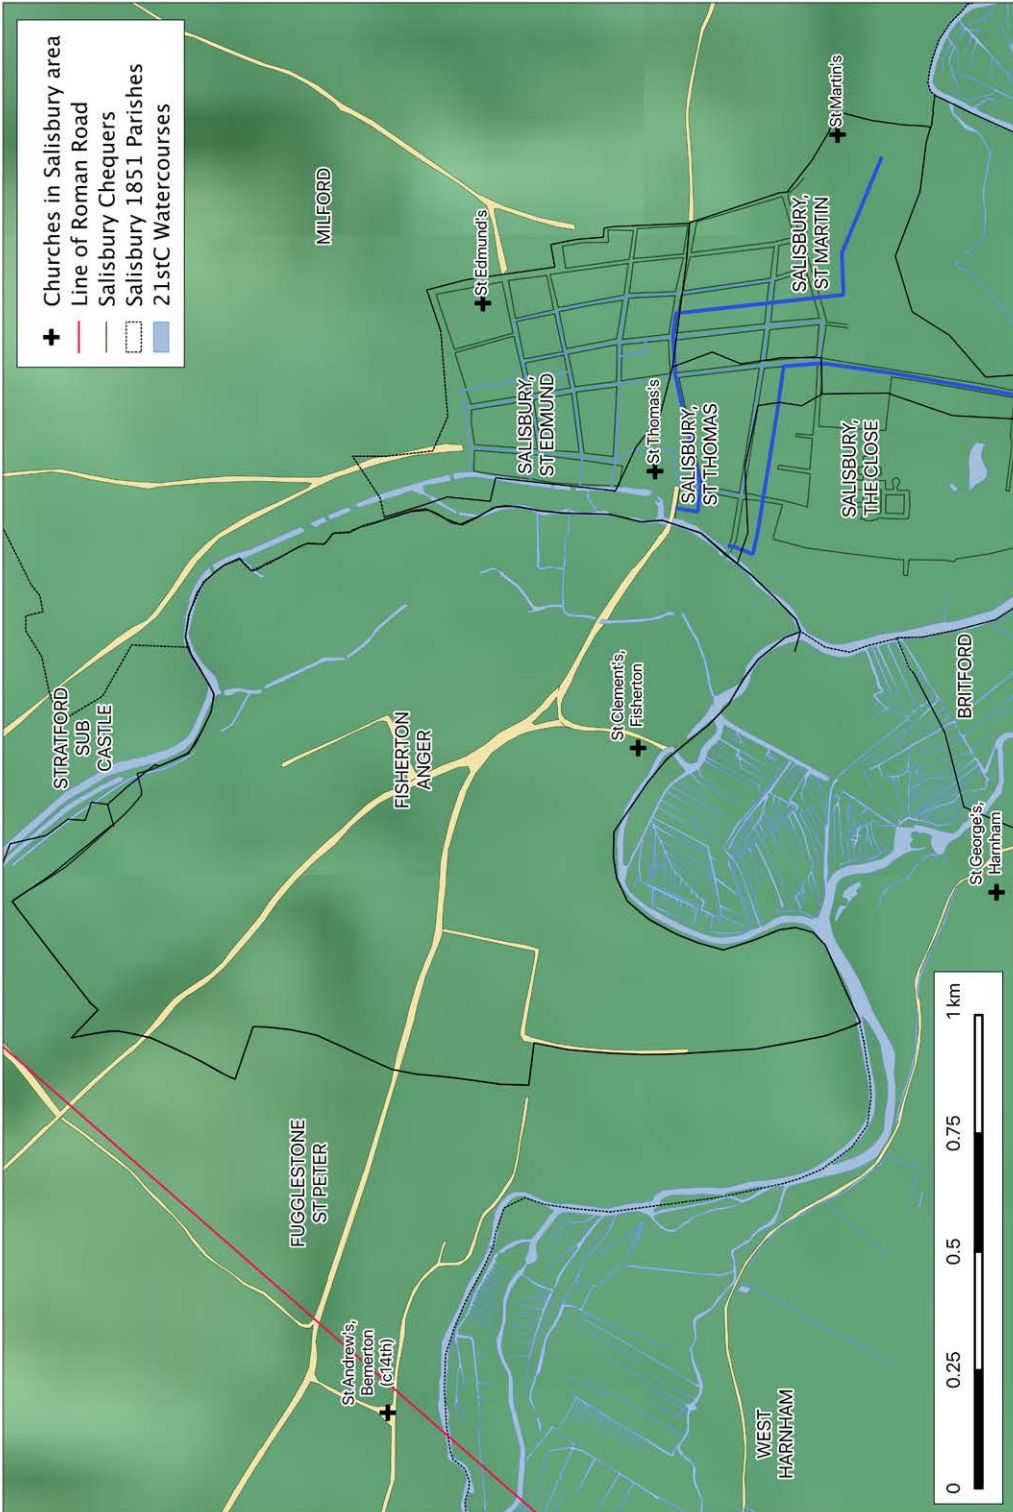 Churches in Salisbury area
Line of Roman Road
Salisbury Chequers
Salisbury 1851 Parishes
21stC Watercourses
STRATFORD
SUB
CASTLE
MILFORD
St Edmund's
FUGGLESTONE
ST PETER
FISHERTON
ANGER
SALISBURY,
ST EDMUND
St Andrew's,
Bemerton
(c14th)
St Clement's,
Fisherton
St Thomas's
SALISBURY,
ST THOMAS
SALISBURY,
ST MARTIN
St Martin's
SALISBURY,
THE CLOSE
WEST
HARNHAM
BRITFORD
St George's,
Harnham
0 0.25 0.5 0.75 1 km